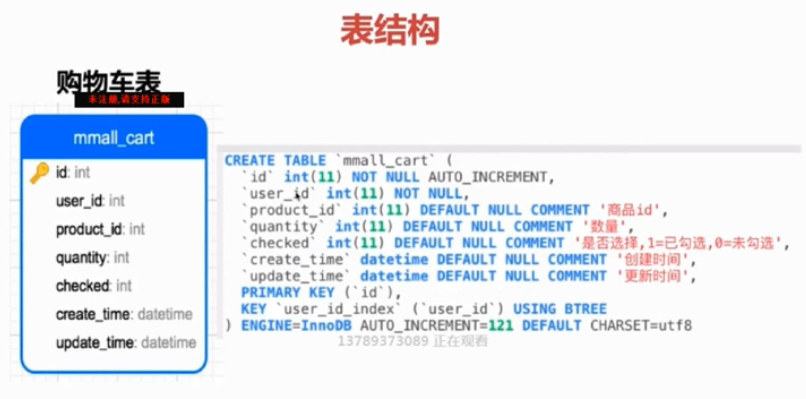 表结构
购物车表
未注册,请支持正版
mmall_cart
id: int
user_id: int
product_id: int
quantity: int
checked: int
create_time: datetime
update_time: datetime
CREATE TABLE `mmall_cart` (
`id` int(11) NOT NULL AUTO_INCREMENT,
`user_id` int(11) NOT NULL,
`product_id` int(11) DEFAULT NULL COMMENT '商品id',
`quantity` int(11) DEFAULT NULL COMMENT '数量',
`checked` int(11) DEFAULT NULL COMMENT '是否选择,1=已勾选,0=未勾选',
`create_time` datetime DEFAULT NULL COMMENT '创建时间',
`update_time` datetime DEFAULT NULL COMMENT '更新时间',
PRIMARY KEY (`id`),
KEY `user_id_index` (`user_id`) USING BTREE
) ENGINE=InnoDB AUTO_INCREMENT=121 DEFAULT CHARSET=utf8
13789373089 正在观看